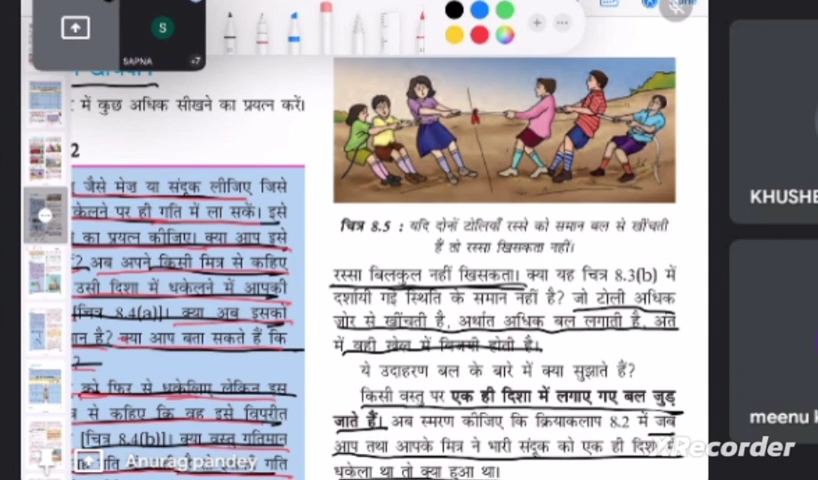 S
SAPNA
+7
KHUSHE
में कुछ अधिक सीखने का प्रयत्न करें।
2
जैसे मेज़ या संदूक लीजिए जिसे
केलने पर ही गति में ला सकें। इसे
का प्रयत्न कीजिए। क्या आप इसे
? अब अपने किसी मित्र से कहिए
उसी दिशा में धकेलने में आपकी
[चित्र 8.4(a)]। क्या अब इसको
ान है? क्या आप बता सकते हैं कि
?
को फिर से धकेलिए लेकिन इस
से कहिए कि वह इसे विपरीत
[चित्र 8.4(b)]। क्या वस्तु गतिमान
गति
Anurag pandey
चित्र 8.5 : यदि दोनों टोलियाँ रस्से को समान बल से खींचती
हैं तो रस्सा खिसकता नहीं।
रस्सा बिलकुल नहीं खिसकता। क्या यह चित्र 8.3(b) में
दर्शायी गई स्थिति के समान नहीं है? जो टोली अधिक
ज़ोर से खींचती है, अर्थात अधिक बल लगाती है, अंत
में, वही खेल में विजयी होती है।
ये उदाहरण बल के बारे में क्या सुझाते हैं?
किसी वस्तु पर एक ही दिशा में लगाए गए बल जुड़
जाते हैं। अब स्मरण कीजिए कि क्रियाकलाप 8.2 में जब
आप तथा आपके मित्र ने भारी संदूक को एक ही दिश
धकेला था तो क्या हुआ था।
meenu k
XRecorder